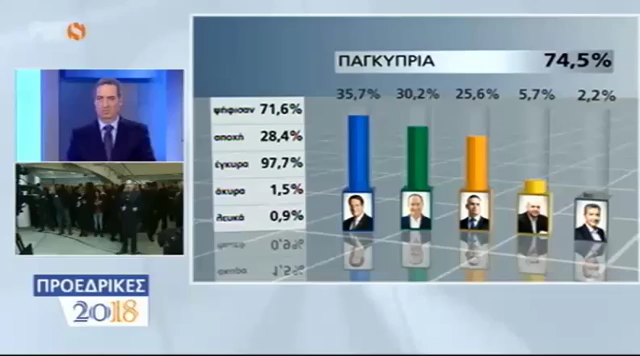 S
ΠΑΓΚΥΠΡΙΑ 74,5%
35,7% 30,2% 25,6% 5,7% 2,2%
ψήφισαν 71,6%
αποχή 28,4%
έγκυρα 97,7%
άκυρα 1,5%
λευκά 0,9%
ΠΡΟΕΔΡΙΚΕΣ
2018